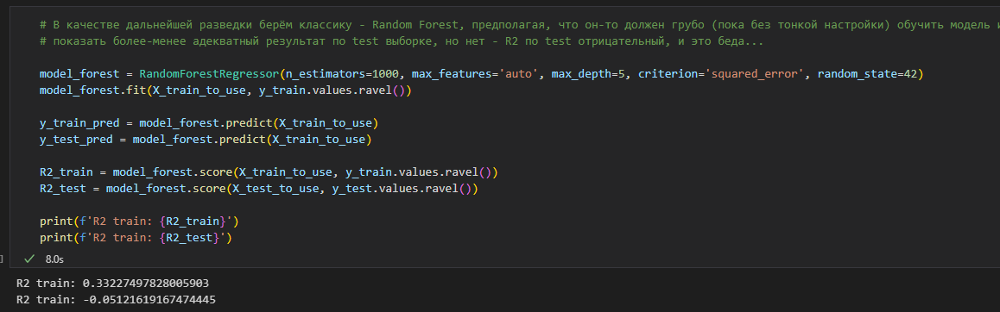 # В качестве дальнейшей разведки берём классику - Random Forest, предполагая, что он-то должен грубо (пока без тонкой настройки) обучить модель и
# показать более-менее адекватный результат по test выборке, но нет - R2 по test отрицательный, и это беда...
model_forest = RandomForestRegressor(n_estimators=1000, max_features='auto', max_depth=5, criterion='squared_error', random_state=42)
model_forest.fit(X_train_to_use, y_train.values.ravel())
y_train_pred = model_forest.predict(X_train_to_use)
y_test_pred = model_forest.predict(X_train_to_use)
R2_train = model_forest.score(X_train_to_use, y_train.values.ravel())
R2_test = model_forest.score(X_test_to_use, y_test.values.ravel())
print(f'R2 train: {R2_train}')
print(f'R2 train: {R2_test}')
] 8.0s
R2 train: 0.33227497828005903
R2 train: -0.05121619167474445